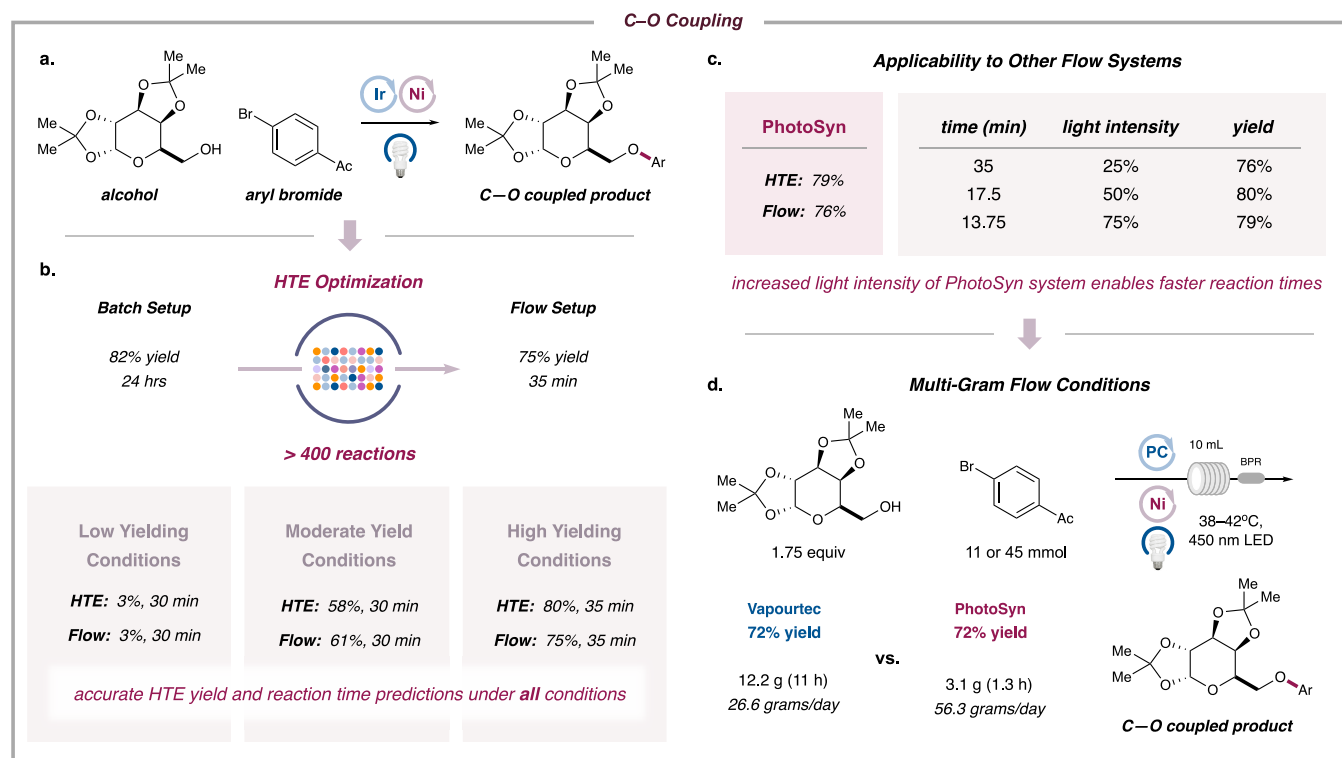 C–O Coupling
a.
Me
Me
O
O
Me
Me
O
O
O
OH
alcohol
Br
Ac
aryl bromide
Ir
Ni
Me
Me
O
O
Me
Me
O
O
O
O
Ar
C—O coupled product
b.
HTE Optimization
Batch Setup
82% yield
24 hrs
Flow Setup
75% yield
35 min
> 400 reactions
Low Yielding
Conditions
HTE: 3%, 30 min
Flow: 3%, 30 min
Moderate Yield
Conditions
HTE: 58%, 30 min
Flow: 61%, 30 min
High Yielding
Conditions
HTE: 80%, 35 min
Flow: 75%, 35 min
accurate HTE yield and reaction time predictions under all conditions
c.
Applicability to Other Flow Systems
PhotoSyn
HTE: 79%
Flow: 76%
time (min) light intensity yield
35 25% 76%
17.5 50% 80%
13.75 75% 79%
increased light intensity of PhotoSyn system enables faster reaction times
d.
Multi-Gram Flow Conditions
Me
Me
O
O
Me
Me
O
O
O
OH
1.75 equiv
Br
Ac
11 or 45 mmol
PC
Ni
10 mL
BPR
38–42ºC,
450 nm LED
Vapourtec
72% yield
12.2 g (11 h)
26.6 grams/day
vs.
PhotoSyn
72% yield
3.1 g (1.3 h)
56.3 grams/day
Me
Me
O
O
Me
Me
O
O
O
O
Ar
C—O coupled product